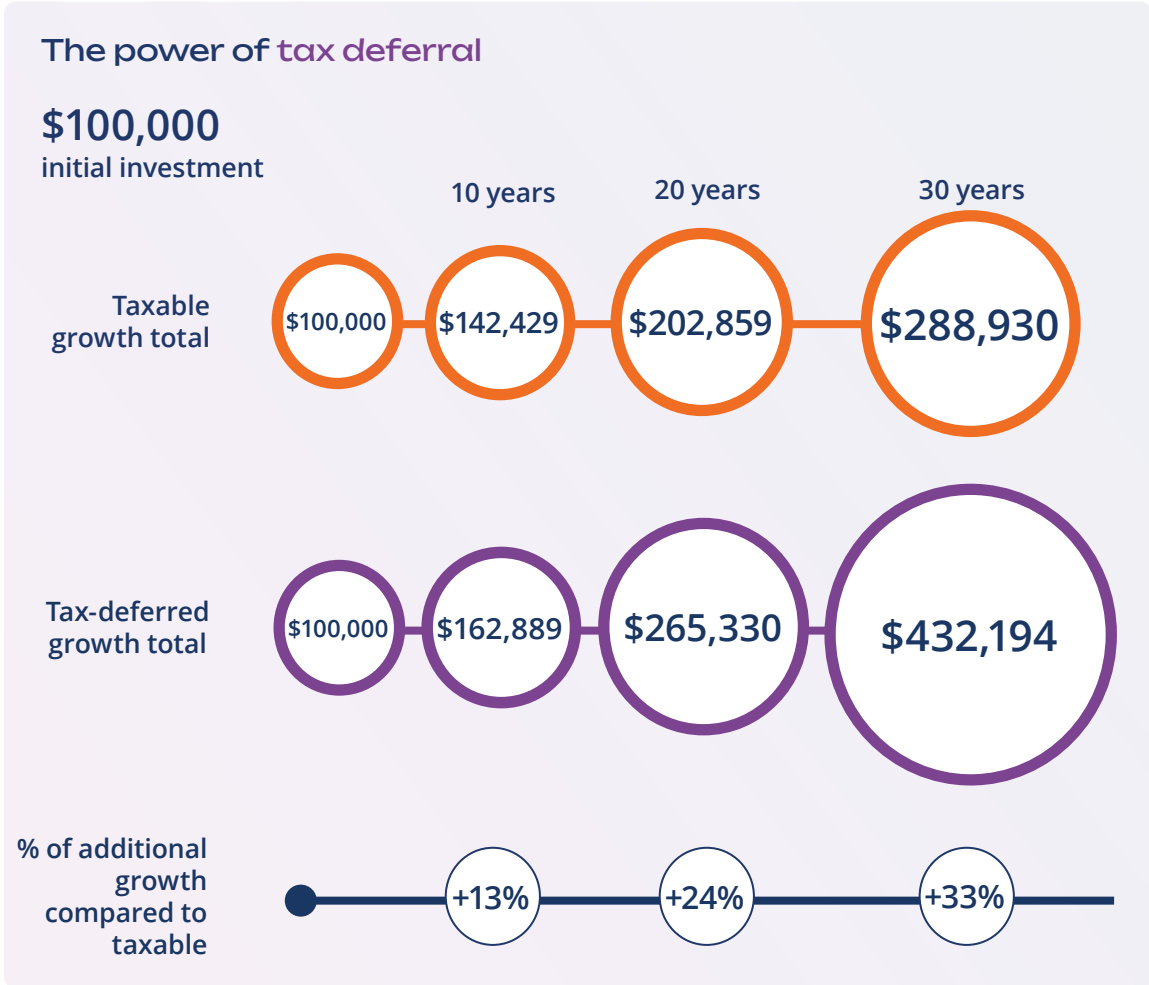 The power of tax deferral
$100,000
initial investment
10 years
20 years
30 years
Taxable
growth total
$100,000
$142,429
$202,859
$288,930
Tax-deferred
growth total
$100,000
$162,889
$265,330
$432,194
% of additional
growth
compared to
taxable
+13%
+24%
+33%